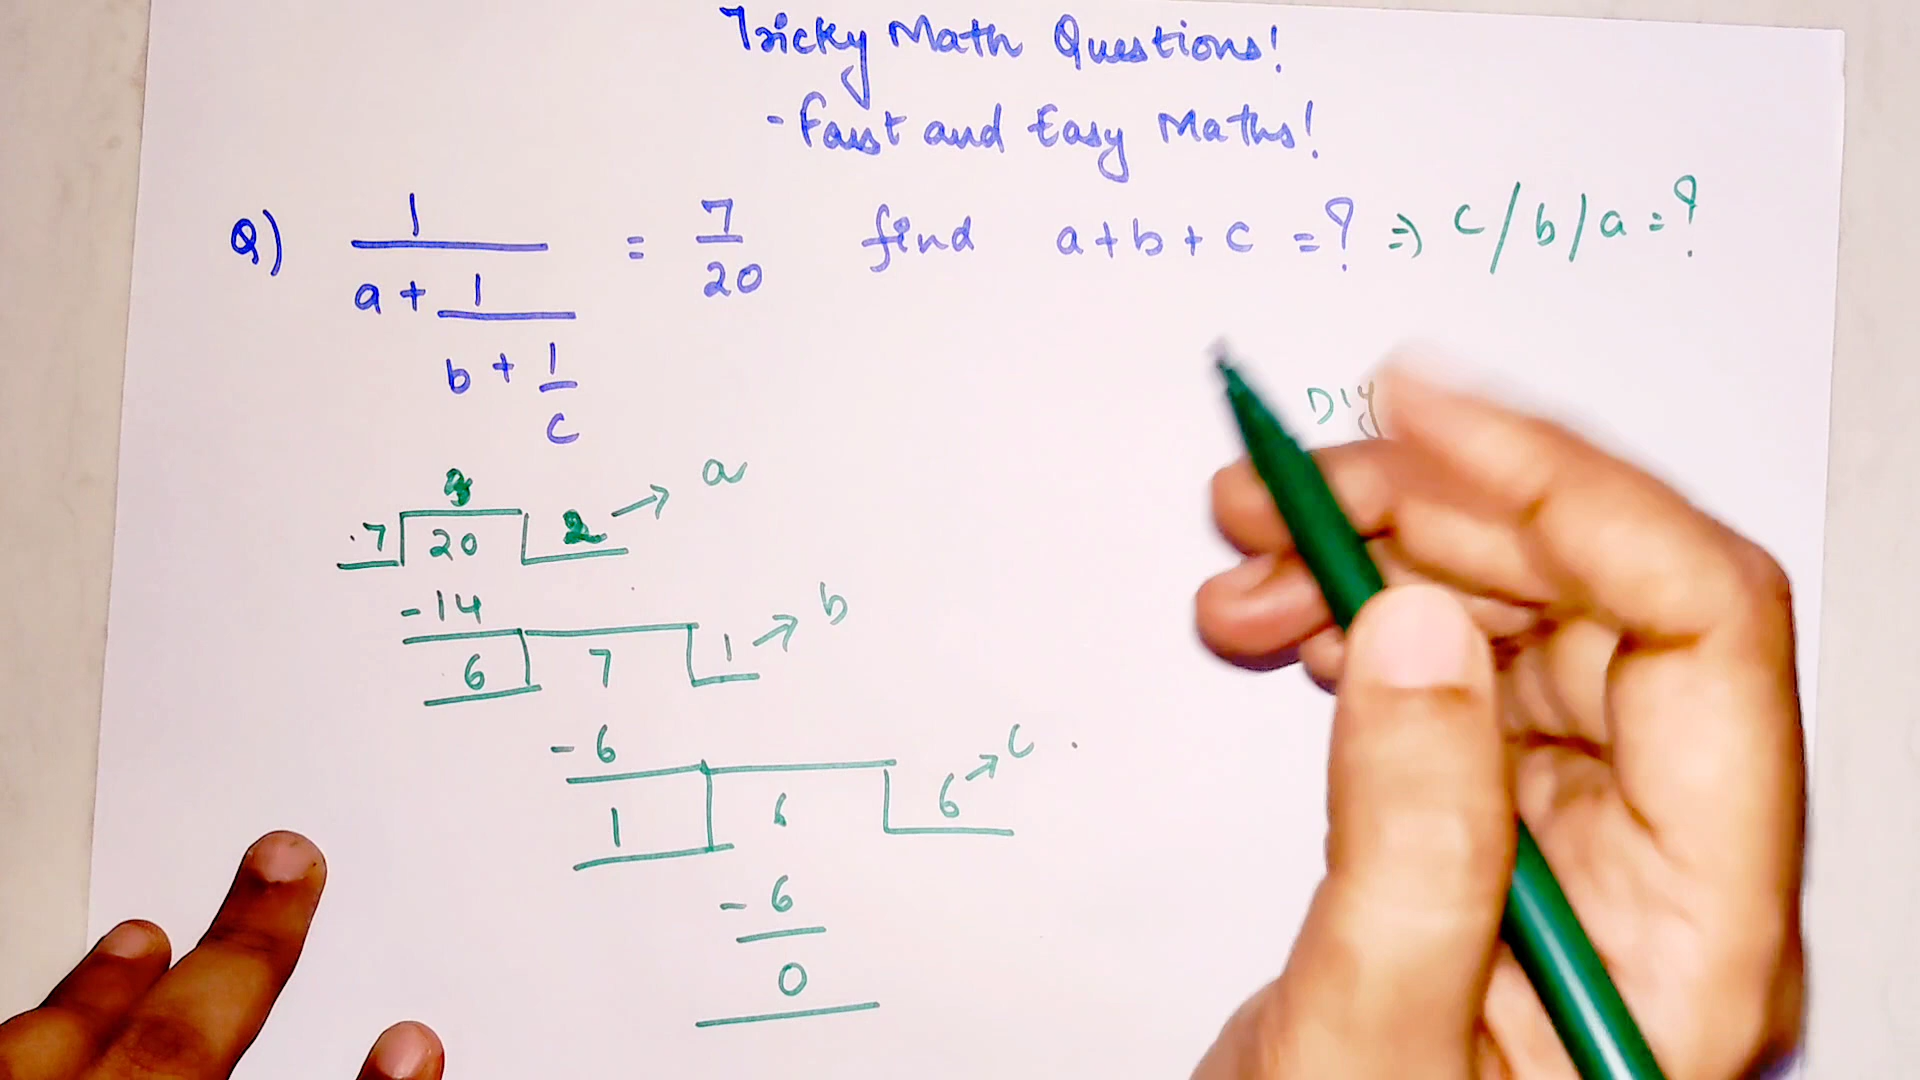 Tricky Math Questions!
- Fast and Easy Maths!
Q) 1 / a + 1 / b + 1 / c = 7 / 20 find a + b + c = ? ⇒ c / b / a = ?
DIY
→ a
7 20 2
- 14 → b
6 7 1
- 6 → c
1 6 6
- 6
0